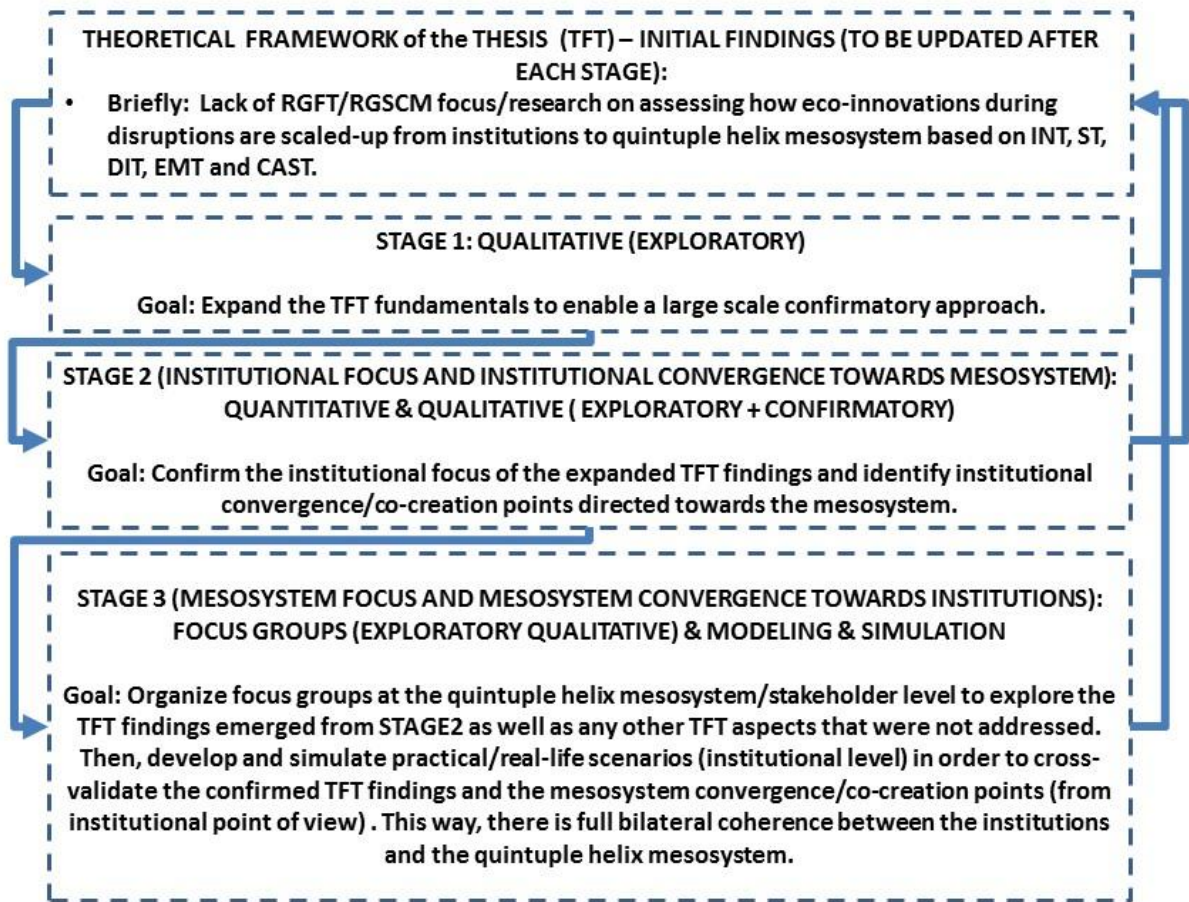 THEORETICAL FRAMEWORK of the THESIS (TFT) – INITIAL FINDINGS (TO BE UPDATED AFTER
EACH STAGE):
• Briefly: Lack of RGFT/RGSCM focus/research on assessing how eco-innovations during
disruptions are scaled-up from institutions to quintuple helix mesosystem based on INT, ST,
DIT, EMT and CAST.
STAGE 1: QUALITATIVE (EXPLORATORY)
Goal: Expand the TFT fundamentals to enable a large scale confirmatory approach.
STAGE 2 (INSTITUTIONAL FOCUS AND INSTITUTIONAL CONVERGENCE TOWARDS MESOSYSTEM):
QUANTITATIVE & QUALITATIVE ( EXPLORATORY + CONFIRMATORY)
Goal: Confirm the institutional focus of the expanded TFT findings and identify institutional
convergence/co-creation points directed towards the mesosystem.
STAGE 3 (MESOSYSTEM FOCUS AND MESOSYSTEM CONVERGENCE TOWARDS INSTITUTIONS):
FOCUS GROUPS (EXPLORATORY QUALITATIVE) & MODELING & SIMULATION
Goal: Organize focus groups at the quintuple helix mesosystem/stakeholder level to explore the
TFT findings emerged from STAGE2 as well as any other TFT aspects that were not addressed.
Then, develop and simulate practical/real-life scenarios (institutional level) in order to cross-
validate the confirmed TFT findings and the mesosystem convergence/co-creation points (from
institutional point of view) . This way, there is full bilateral coherence between the institutions
and the quintuple helix mesosystem.